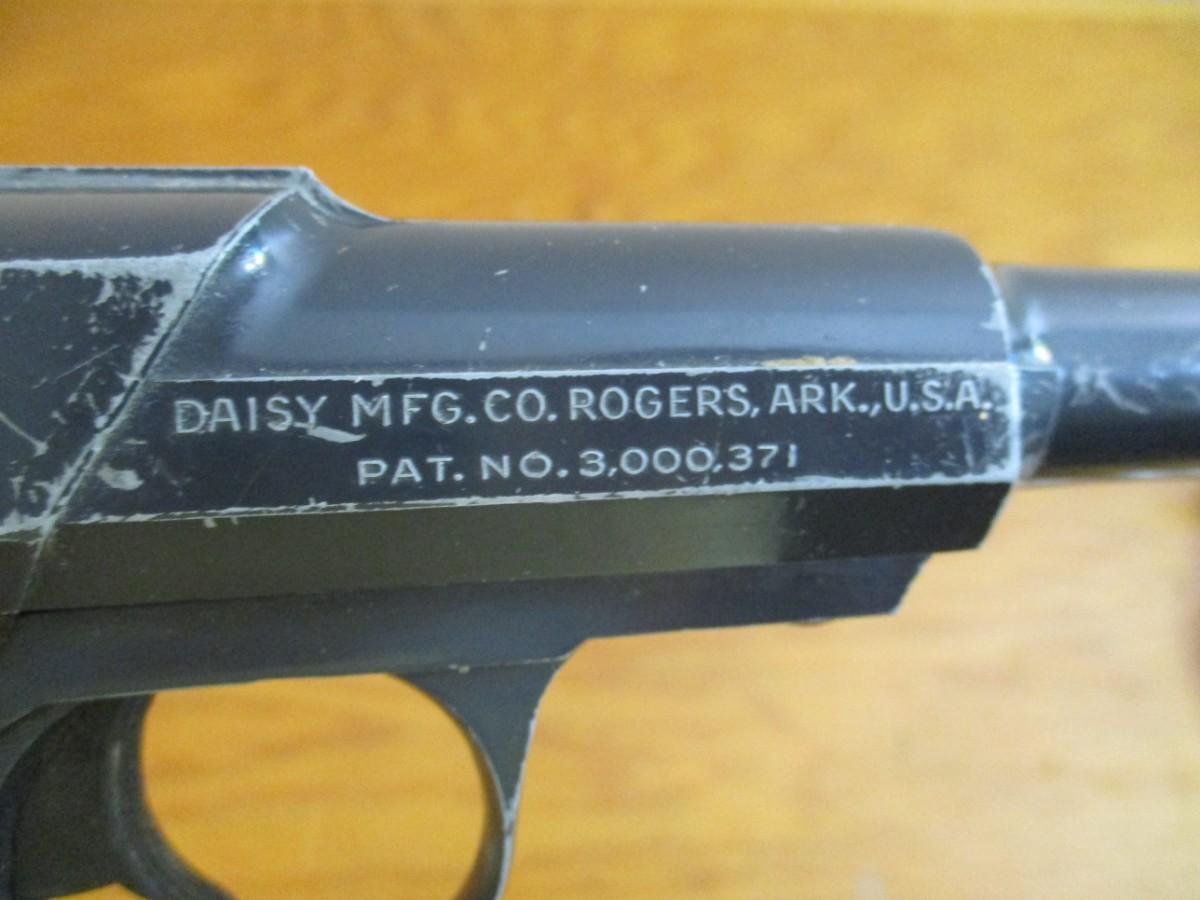 DAISY MFG. CO. ROGERS, ARK., U.S.A.
PAT. NO. 3,000,371